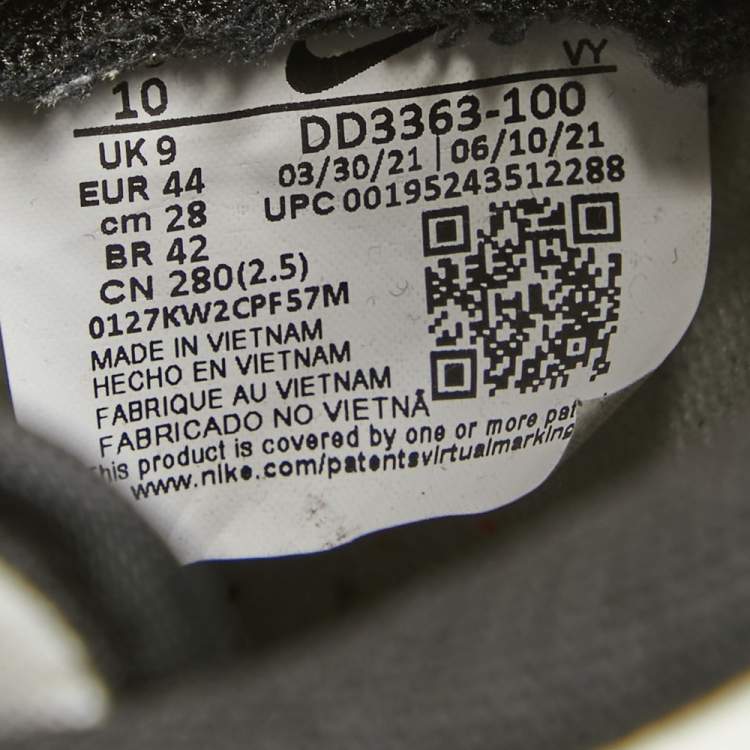 VY
10
DD3363-100
UK 9
03/30/21 | 06/10/21
EUR 44
UPC 00195243512288
cm 28
BR 42
CN 280(2.5)
0127KW2CPF57M
MADE IN VIETNAM
HECHO EN VIETNAM
FABRIQUE AU VIETNAM
FABRICADO NO VIETNÃ
his product is covered by one or more pat
www.nike.com/patentsvirtualmarking